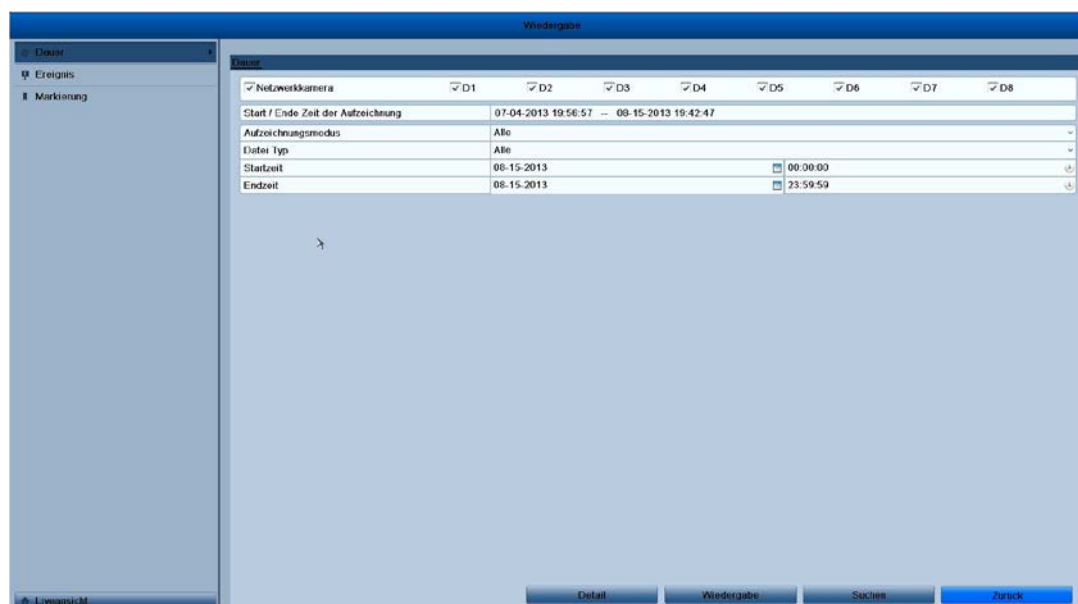 Wiedergabe
Dauer
Ereignis
Markierung
Dauer
Netzwerkkamera D1 D2 D3 D4 D5 D6 D7 D8
Start / Ende Zeit der Aufzeichnung 07-04-2013 19:56:57 -- 08-15-2013 19:42:47
Aufzeichnungsmodus Alle
Datei Typ Alle
Startzeit 08-15-2013 00:00:00
Endzeit 08-15-2013 23:59:59
Liveansicht Detail Wiedergabe Suchen Zurück